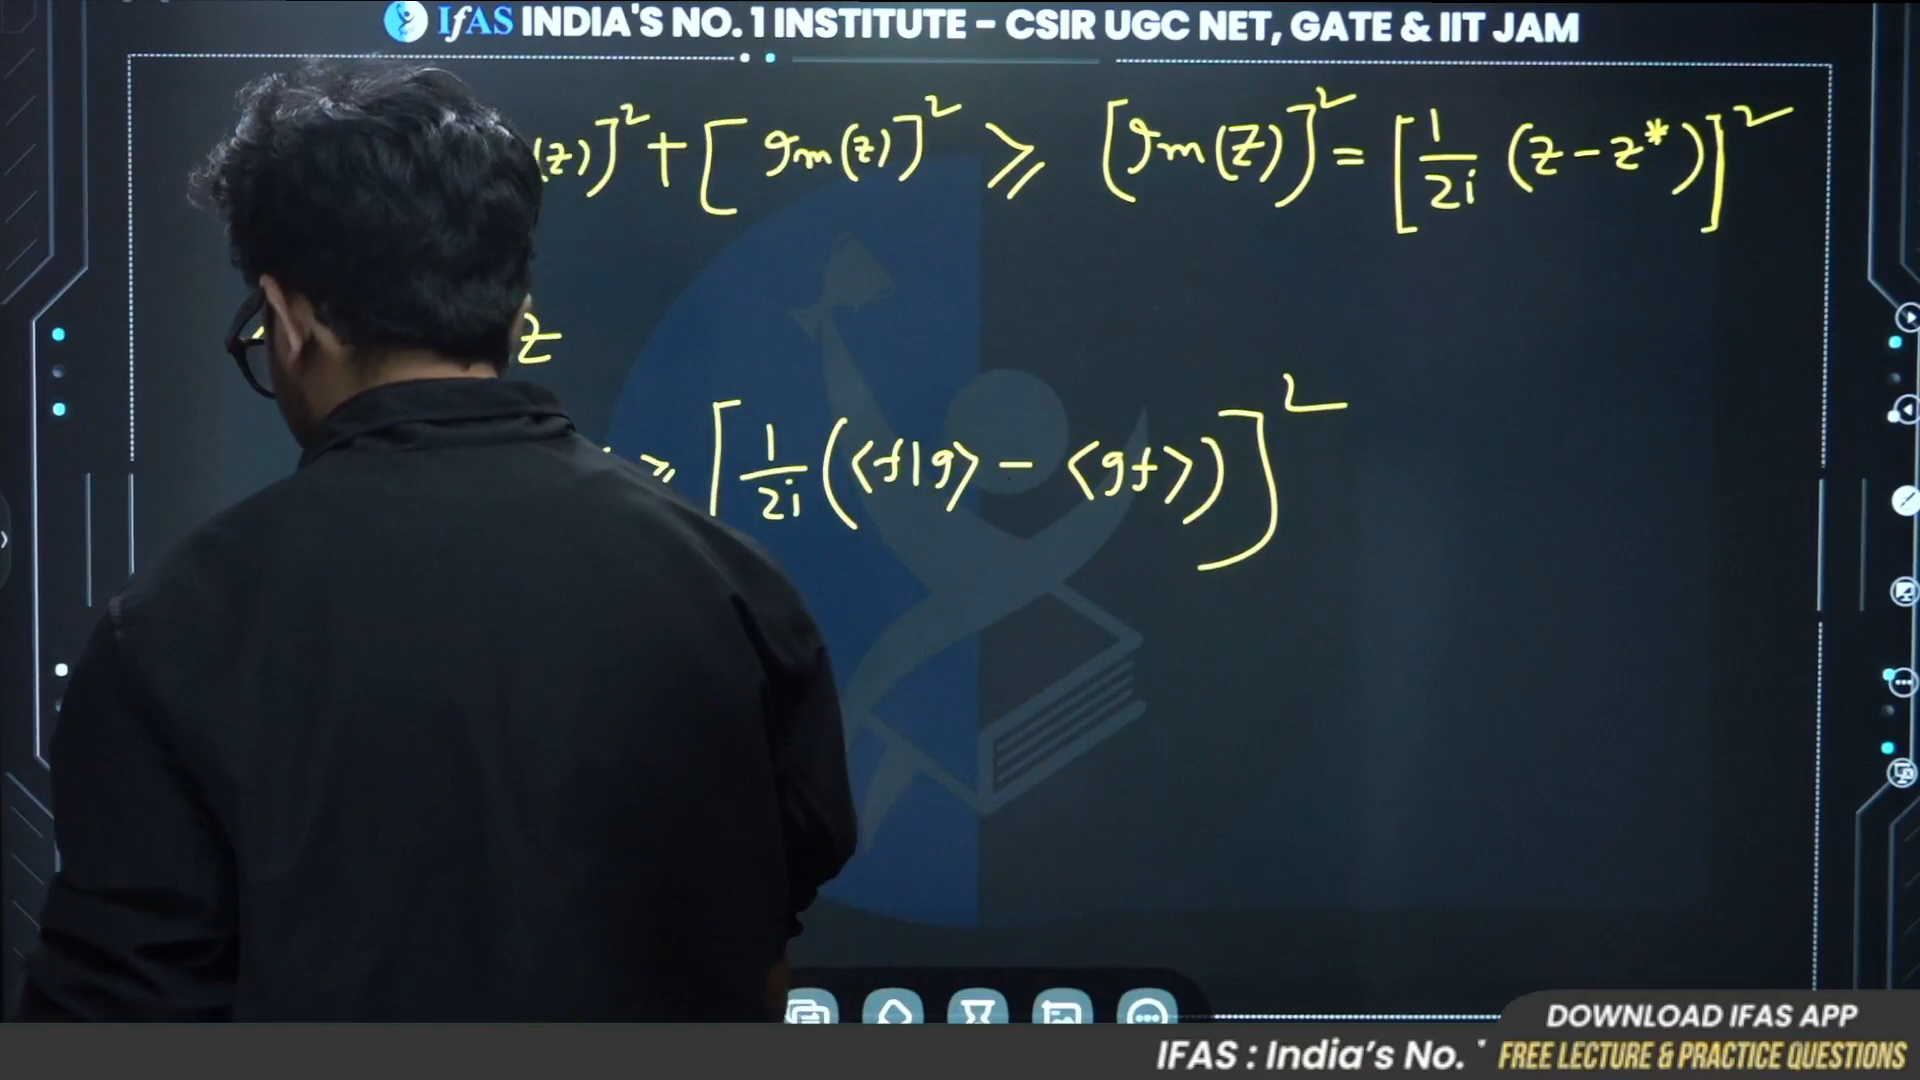 IfAS INDIA'S NO. 1 INSTITUTE - CSIR UGC NET, GATE & IIT JAM
(z)]² + [Im(z)]² ≥ [Im(z)]² = [1/2i (z - z*)]²
z
≥ [1/2i (⟨f|g⟩ - ⟨gf⟩)]²
DOWNLOAD IFAS APP
IFAS : India's No.
FREE LECTURE & PRACTICE QUESTIONS